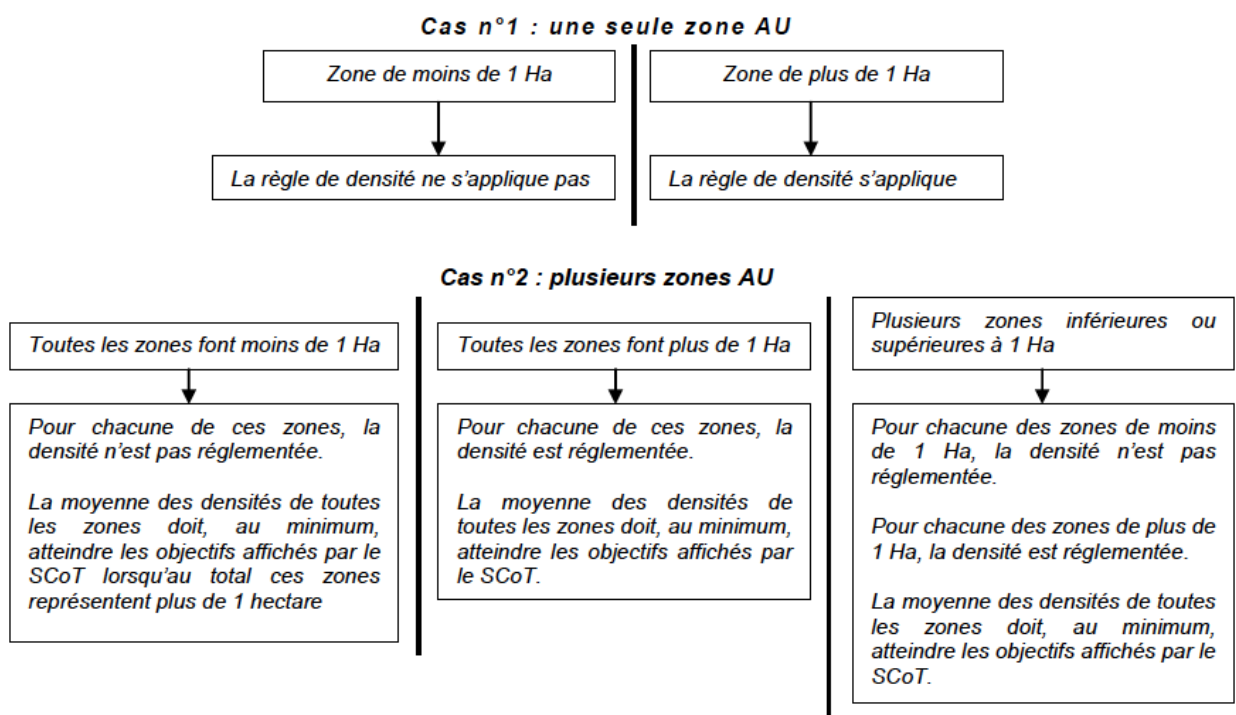 Cas n°1 : une seule zone AU
Zone de moins de 1 Ha
Zone de plus de 1 Ha
La règle de densité ne s'applique pas
La règle de densité s'applique
Cas n°2 : plusieurs zones AU
Toutes les zones font moins de 1 Ha
Pour chacune de ces zones, la
densité n'est pas réglementée.
La moyenne des densités de toutes
les zones doit, au minimum,
atteindre les objectifs affichés par le
SCoT lorsqu'au total ces zones
représentent plus de 1 hectare
Toutes les zones font plus de 1 Ha
Pour chacune de ces zones, la
densité est réglementée.
La moyenne des densités de
toutes les zones doit, au minimum,
atteindre les objectifs affichés par
le SCoT.
Plusieurs zones inférieures ou
supérieures à 1 Ha
Pour chacune des zones de moins
de 1 Ha, la densité n'est pas
réglementée.
Pour chacune des zones de plus de
1 Ha, la densité est réglementée.
La moyenne des densités de toutes
les zones doit, au minimum,
atteindre les objectifs affichés par le
SCoT.